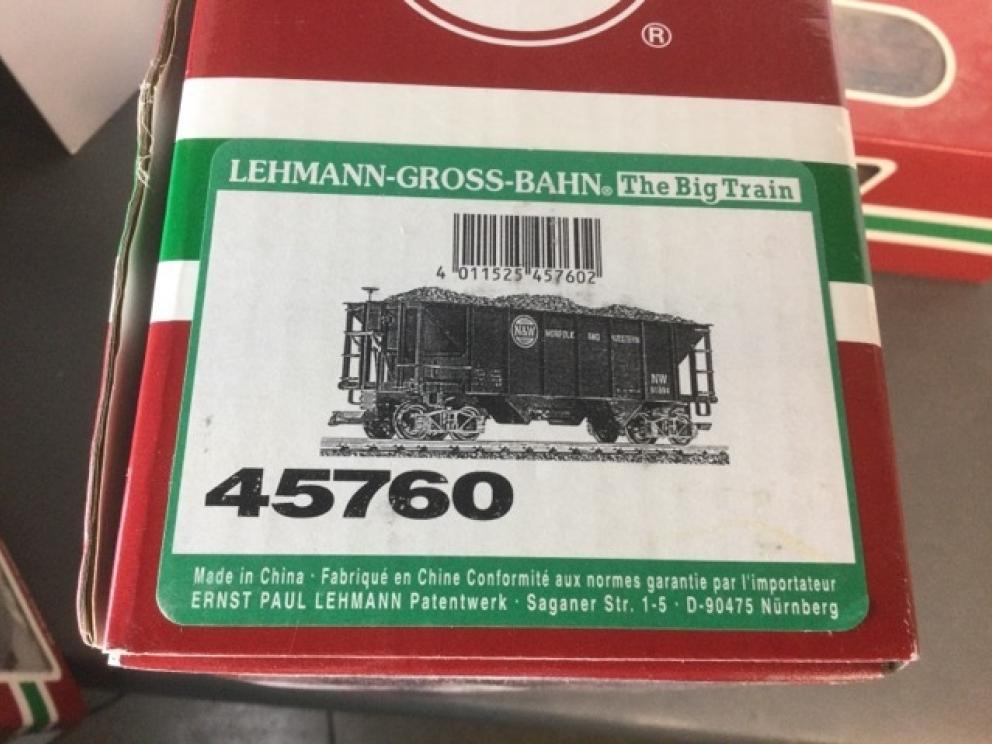 ®
LEHMANN-GROSS-BAHN® The Big Train
4 011525 457602
N&W NORFOLK AND WESTERN
NW
45760
Made in China · Fabriqué en Chine Conformité aux normes garantie par l'importateur
ERNST PAUL LEHMANN Patentwerk · Saganer Str. 1-5 · D-90475 Nürnberg